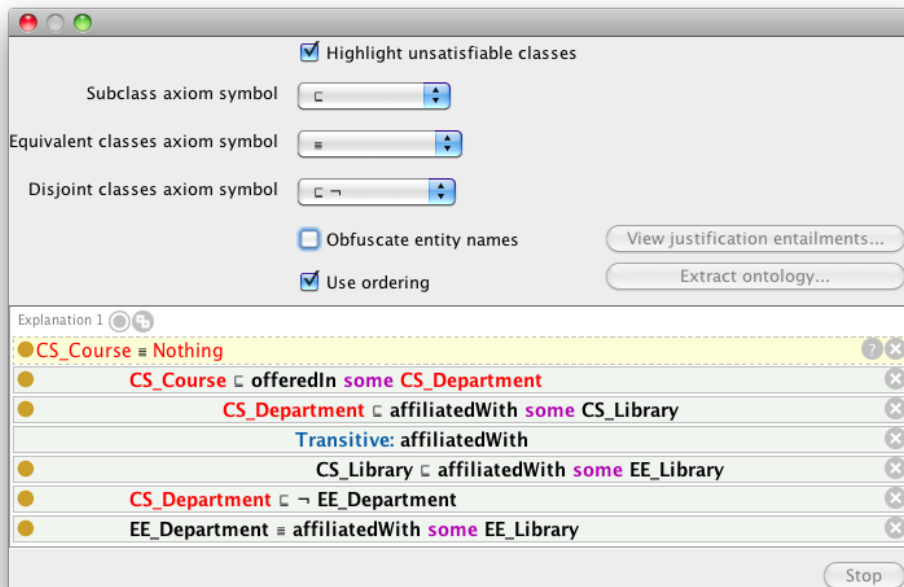 Highlight unsatisfiable classes
Subclass axiom symbol ⊏
Equivalent classes axiom symbol ≡
Disjoint classes axiom symbol ⊏ ¬
Obfuscate entity names View justification entailments...
Use ordering Extract ontology...
Explanation 1
CS_Course ≡ Nothing ?
CS_Course ⊏ offeredIn some CS_Department
CS_Department ⊏ affiliatedWith some CS_Library
Transitive: affiliatedWith
CS_Library ⊏ affiliatedWith some EE_Library
CS_Department ⊏ ¬ EE_Department
EE_Department ≡ affiliatedWith some EE_Library
Stop